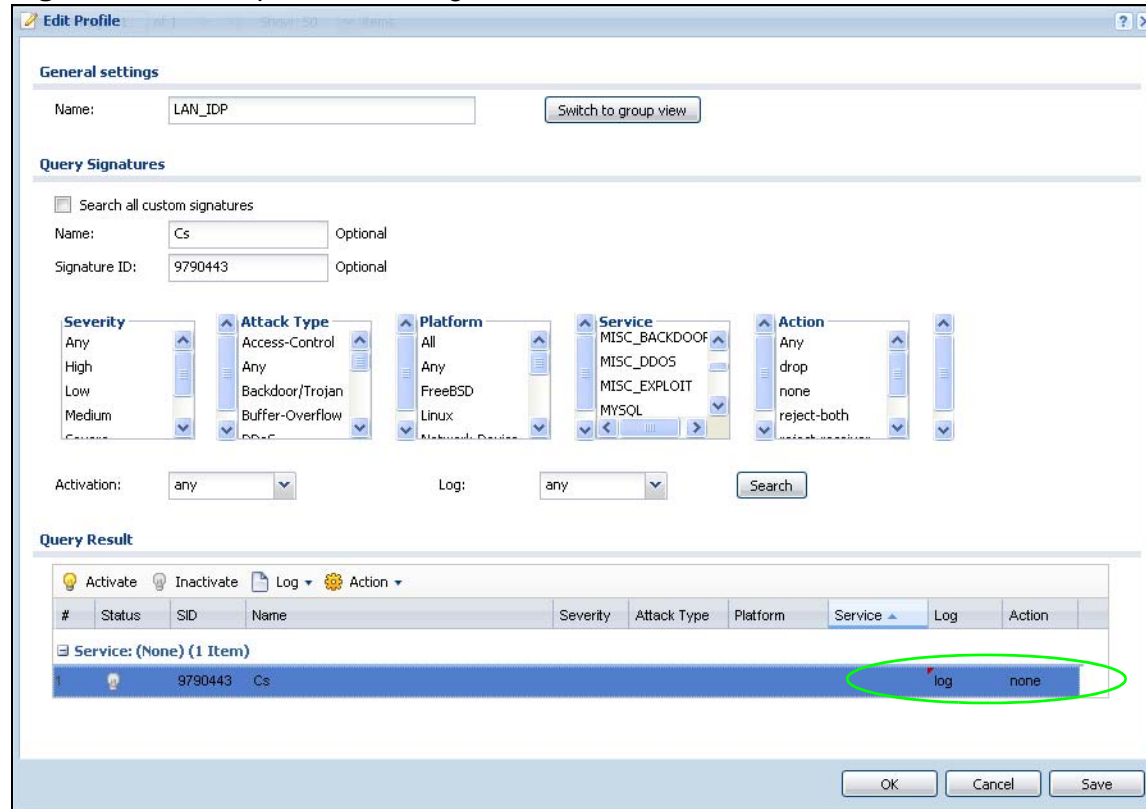 Edit Profile
General settings
Name: LAN_IDP Switch to group view
Query Signatures
Search all custom signatures
Name: Cs Optional
Signature ID: 9790443 Optional
Severity Attack Type Platform Service Action
Any Access-Control All MISC_BACKDOOR Any
High Any Any MISC_DDOS drop
Low Backdoor/Trojan FreeBSD MISC_EXPLOIT none
Medium Buffer-Overflow Linux MYSQL reject-both
Activation: any Log: any Search
Query Result
Activate Inactivate Log Action
# Status SID Name Severity Attack Type Platform Service Log Action
Service: (None) (1 Item)
1 9790443 Cs log none
OK Cancel Save